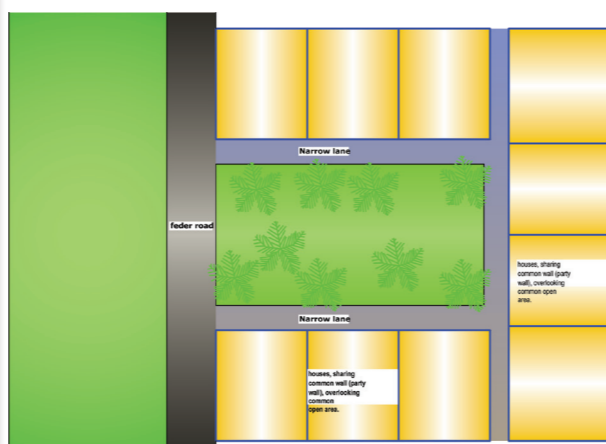 Narrow lane
feder road
houses, sharing
common wall (party
wall), overlooking
common open
area.
Narrow lane
houses, sharing
common wall (party
wall), overlooking
common
open area.